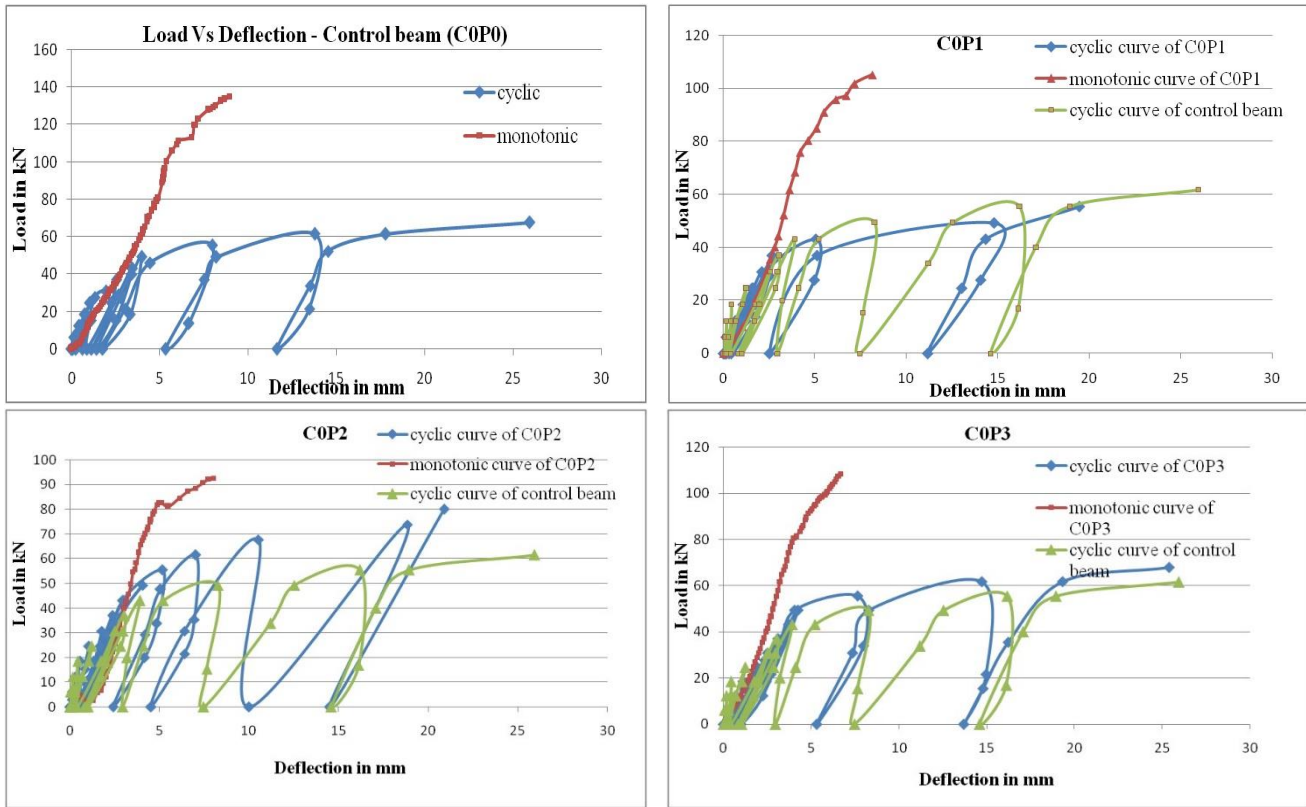 Load Vs Deflection - Control beam (C0P0)
160
140
120
100
80
60
40
20
0
Load in kN
cyclic
monotonic
0 5 10 15 20 25 30
Deflection in mm
C0P1
120
100
80
60
40
20
0
Load in kN
cyclic curve of C0P1
monotonic curve of C0P1
cyclic curve of control beam
0 5 10 15 20 25 30
Deflection in mm
C0P2
100
90
80
70
60
50
40
30
20
10
0
Load in kN
cyclic curve of C0P2
monotonic curve of C0P2
cyclic curve of control beam
0 5 10 15 20 25 30
Deflection in mm
C0P3
120
100
80
60
40
20
0
Load in kN
cyclic curve of C0P3
monotonic curve of
C0P3
cyclic curve of control
beam
0 5 10 15 20 25 30
Deflection in mm